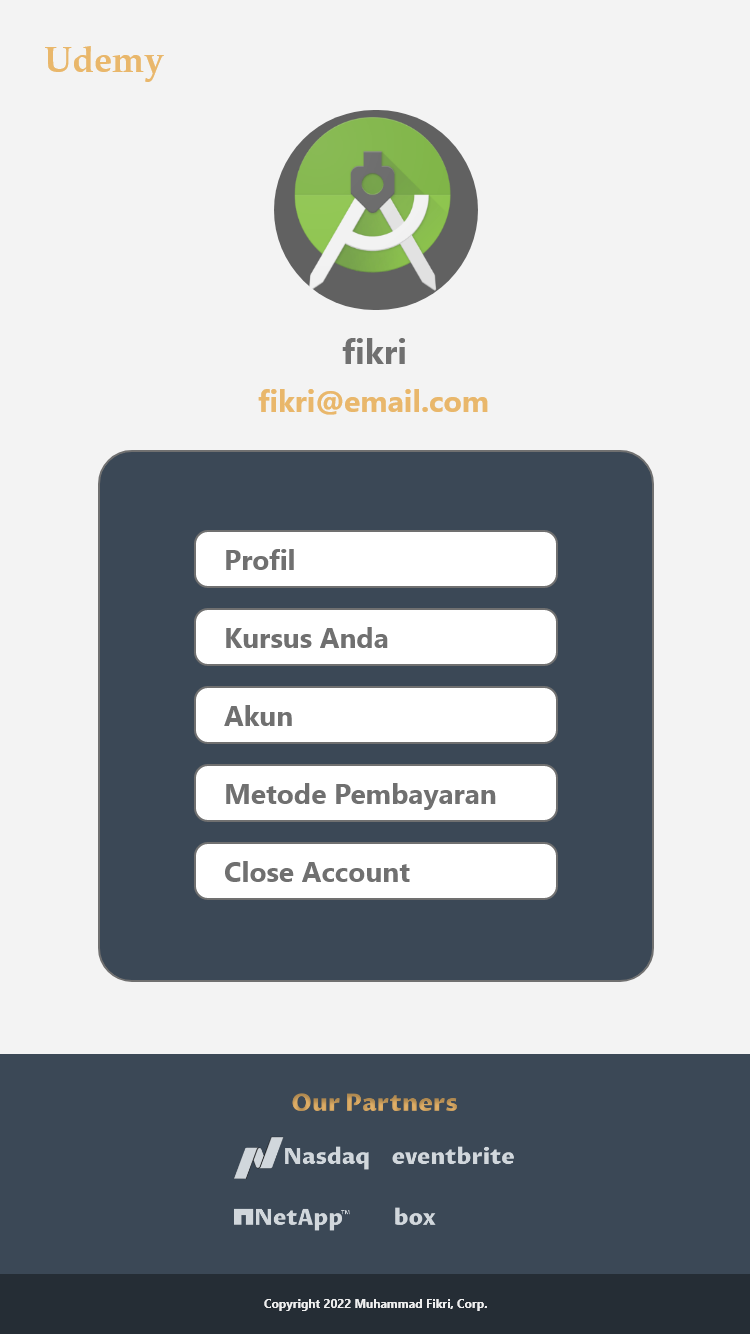 Udemy
fikri
fikri@email.com
Profil
Kursus Anda
Akun
Metode Pembayaran
Close Account
Our Partners
Nasdaq eventbrite
NetApp™ box
Copyright 2022 Muhammad Fikri, Corp.